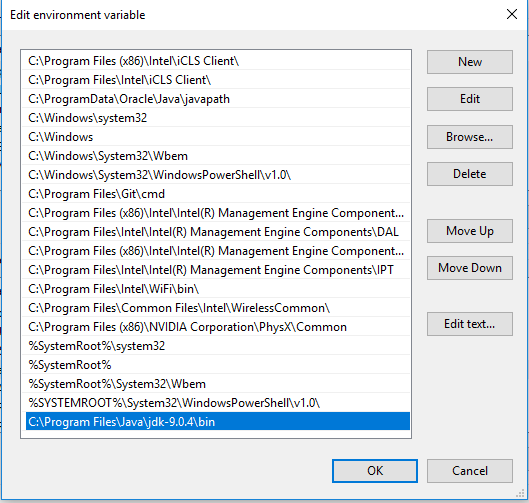 Edit environment variable
C:\Program Files (x86)\Intel\iCLS Client\
C:\Program Files\Intel\iCLS Client\
C:\ProgramData\Oracle\Java\javapath
C:\Windows\system32
C:\Windows
C:\Windows\System32\Wbem
C:\Windows\System32\WindowsPowerShell\v1.0\
C:\Program Files\Git\cmd
C:\Program Files (x86)\Intel\Intel(R) Management Engine Component...
C:\Program Files\Intel\Intel(R) Management Engine Components\DAL
C:\Program Files (x86)\Intel\Intel(R) Management Engine Component...
C:\Program Files\Intel\Intel(R) Management Engine Components\IPT
C:\Program Files\Intel\WiFi\bin\
C:\Program Files\Common Files\Intel\WirelessCommon\
C:\Program Files (x86)\NVIDIA Corporation\PhysX\Common
%SystemRoot%\system32
%SystemRoot%
%SystemRoot%\System32\Wbem
%SYSTEMROOT%\System32\WindowsPowerShell\v1.0\
C:\Program Files\Java\jdk-9.0.4\bin
New
Edit
Browse...
Delete
Move Up
Move Down
Edit text...
OK
Cancel